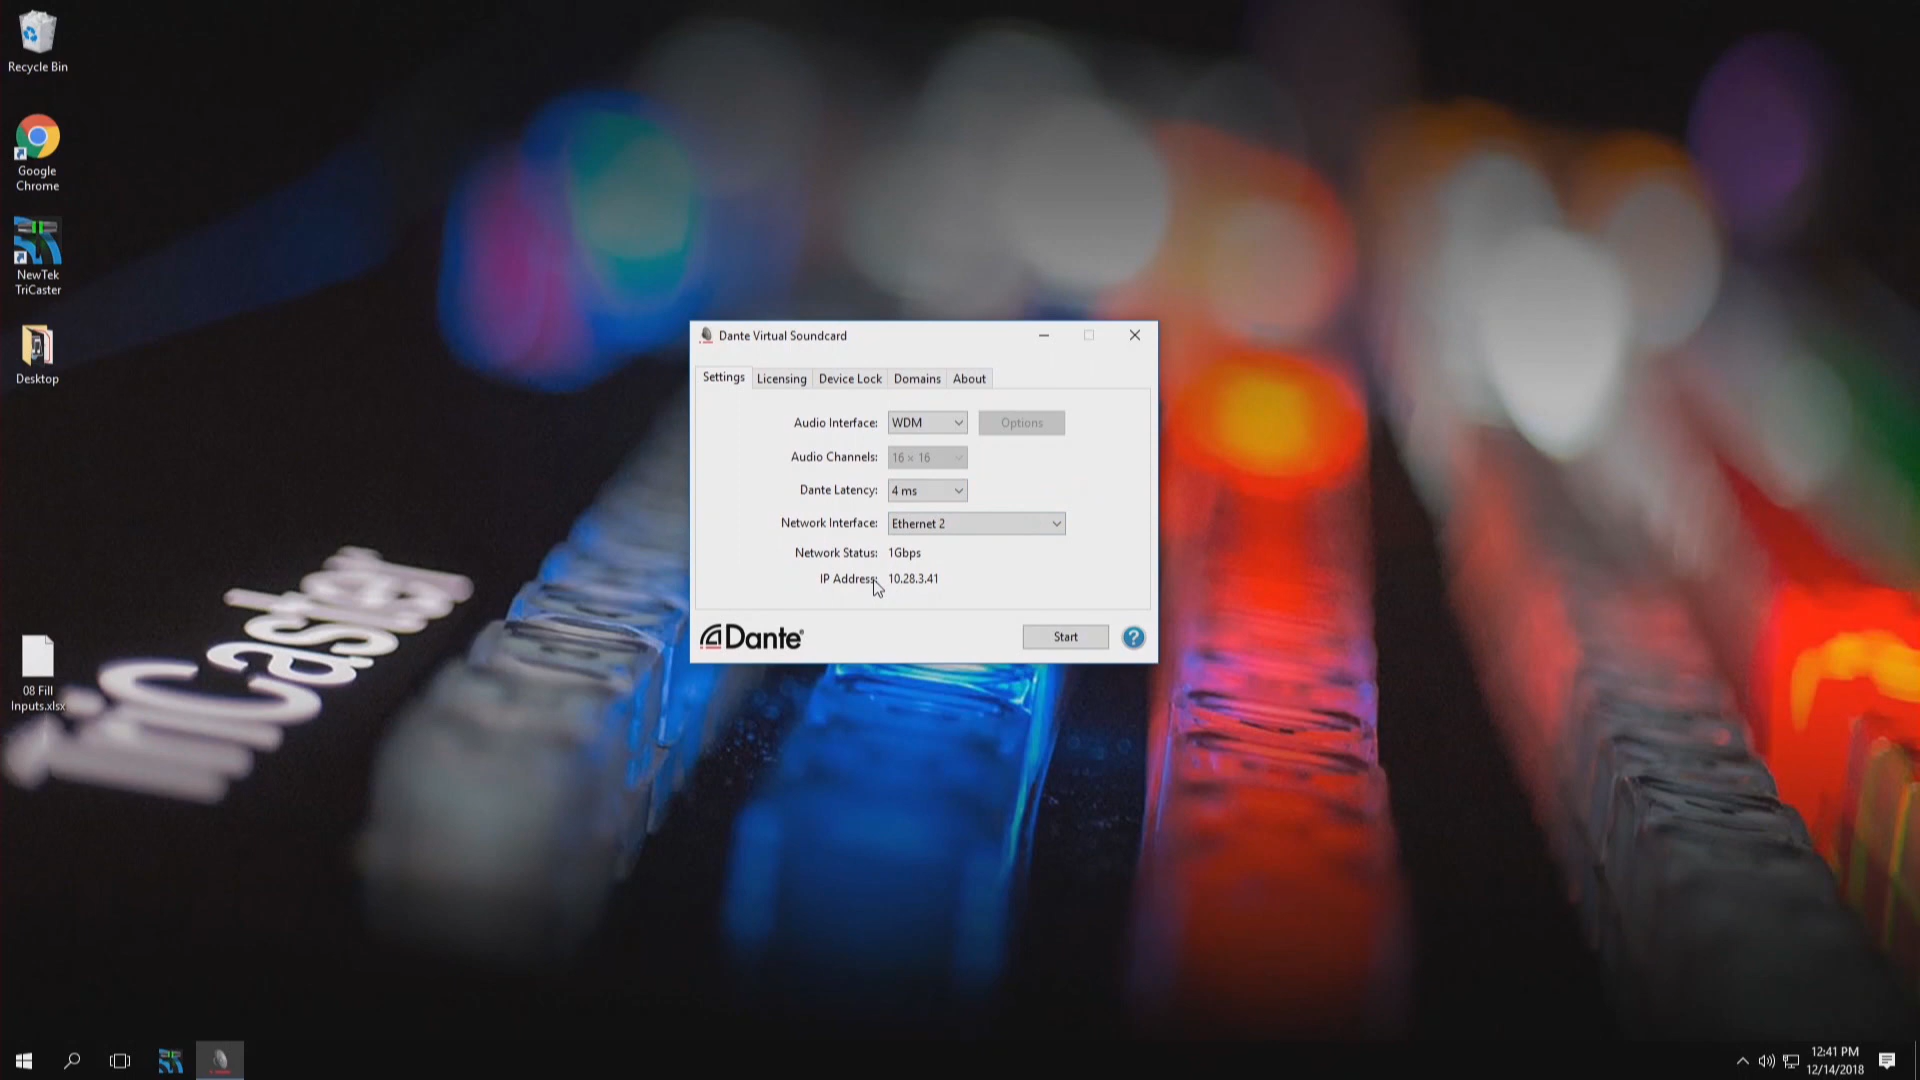 Recycle Bin
Google
Chrome
NewTek
TriCaster
Desktop
08 Fill
Inputs.xlsx
TriCaster
Dante Virtual Soundcard
Settings
Licensing
Device Lock
Domains
About
Audio Interface: WDM
Options
Audio Channels: 16 × 16
Dante Latency: 4 ms
Network Interface: Ethernet 2
Network Status: 1Gbps
IP Address: 10.28.3.41
Dante®
Start
?
12:41 PM
12/14/2018